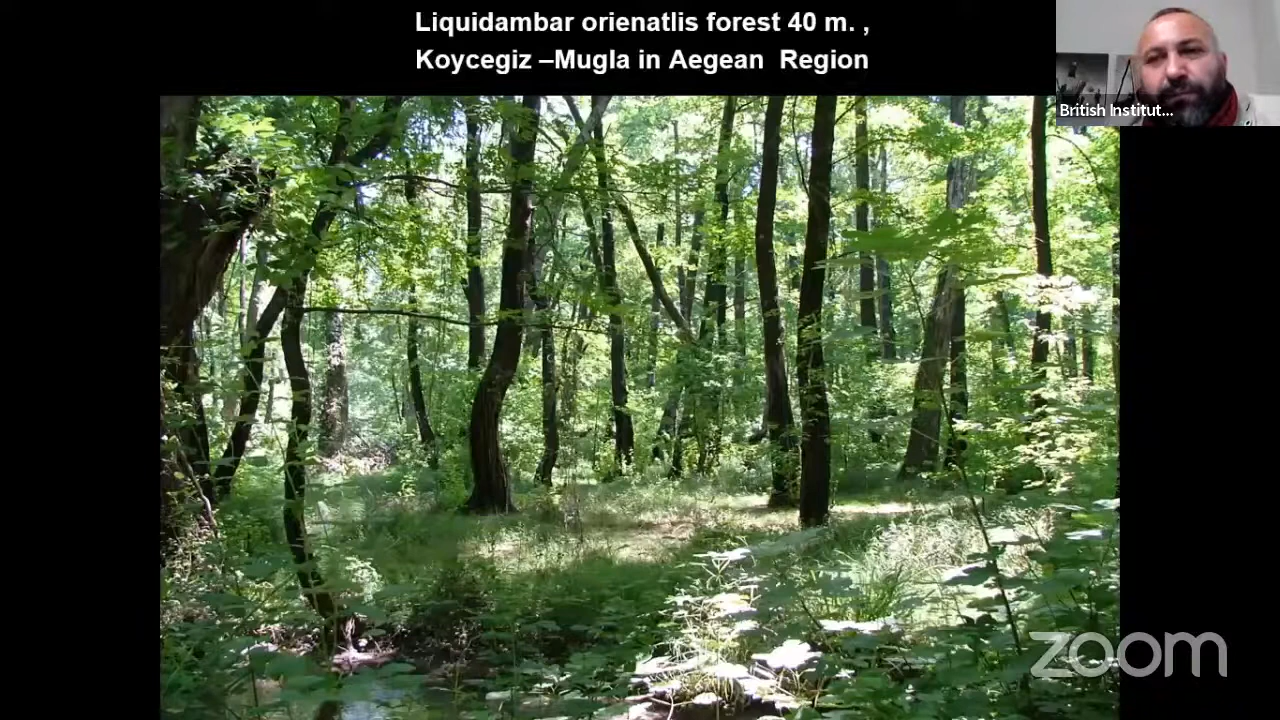 Liquidambar orienatlis forest 40 m. ,
Koycegiz –Mugla in Aegean  Region
British Institut...
zoom